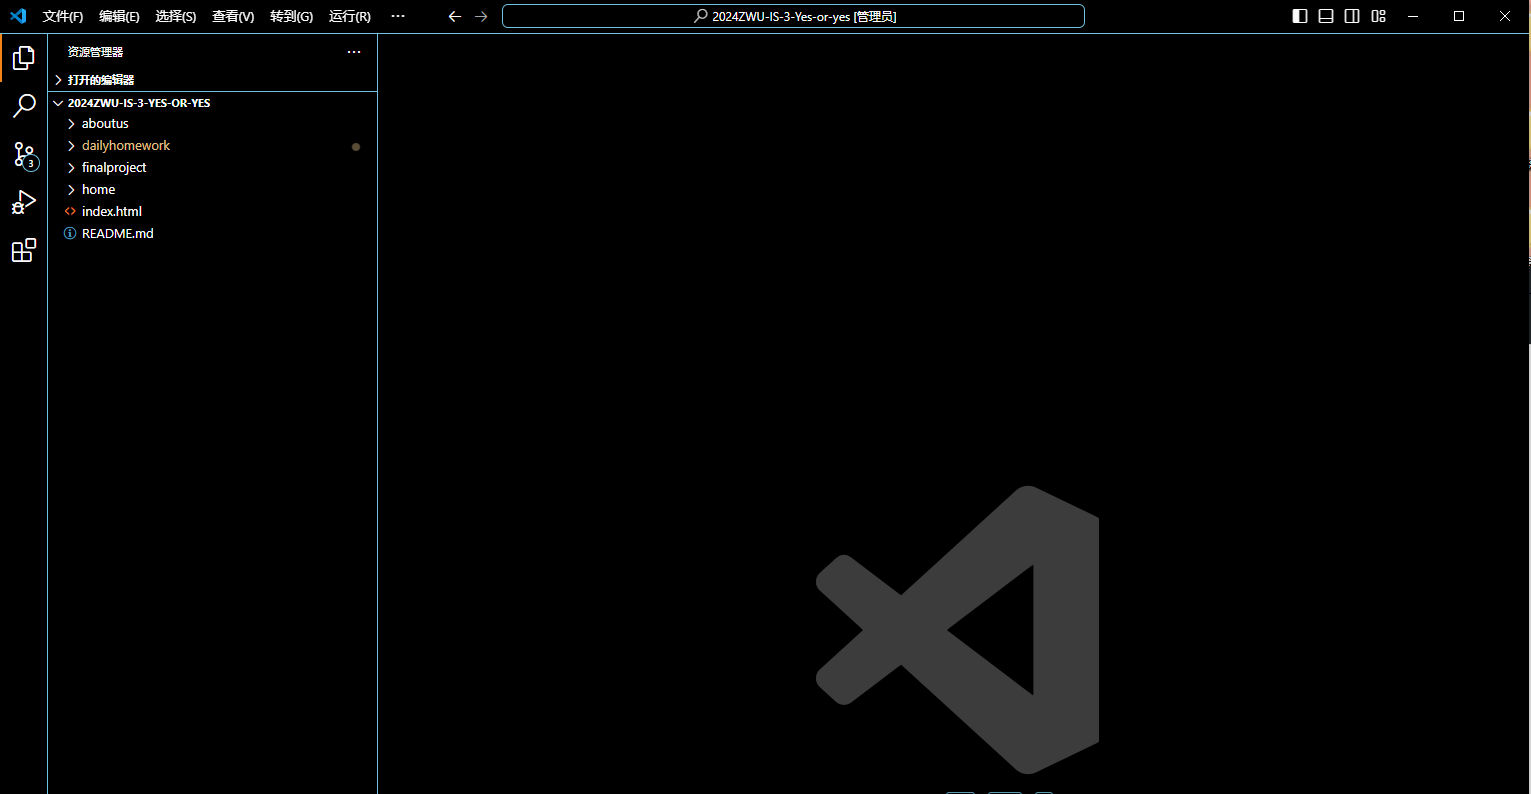 文件(F) 编辑(E) 选择(S) 查看(V) 转到(G) 运行(R) ··· 2024ZWU-IS-3-Yes-or-yes [管理员]
资源管理器
打开的编辑器
2024ZWU-IS-3-YES-OR-YES
aboutus
dailyhomework
3
finalproject
home
index.html
README.md